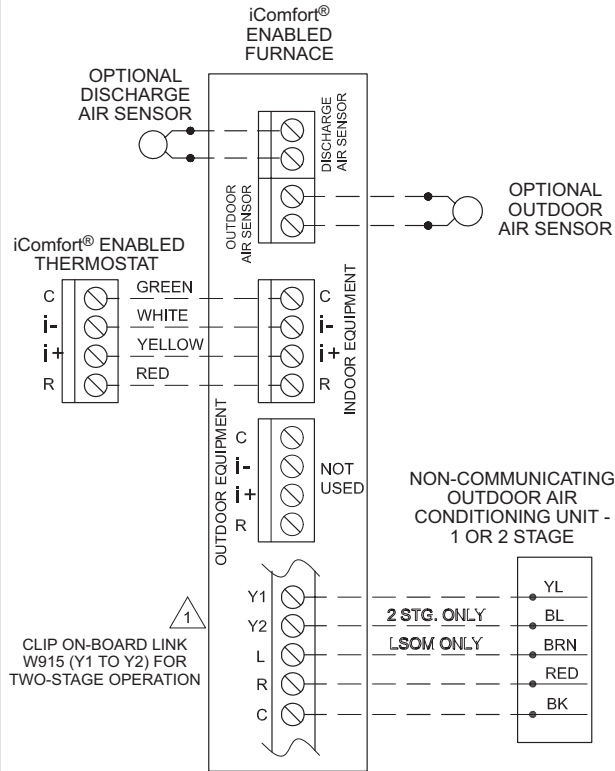 iComfort®
ENABLED
FURNACE
OPTIONAL
DISCHARGE
AIR SENSOR
DISCHARGE
AIR SENSOR
OUTDOOR
AIR SENSOR
OPTIONAL
OUTDOOR
AIR SENSOR
iComfort® ENABLED
THERMOSTAT
C
i-
i+
R
GREEN
WHITE
YELLOW
RED
C
i-
i+
R
INDOOR EQUIPMENT
OUTDOOR EQUIPMENT
C
i-
i+
R
NOT
USED
NON-COMMUNICATING
OUTDOOR AIR
CONDITIONING UNIT -
1 OR 2 STAGE
1
CLIP ON-BOARD LINK
W915 (Y1 TO Y2) FOR
TWO-STAGE OPERATION
Y1
Y2
L
R
C
2 STG. ONLY
LSOM ONLY
YL
BL
BRN
RED
BK